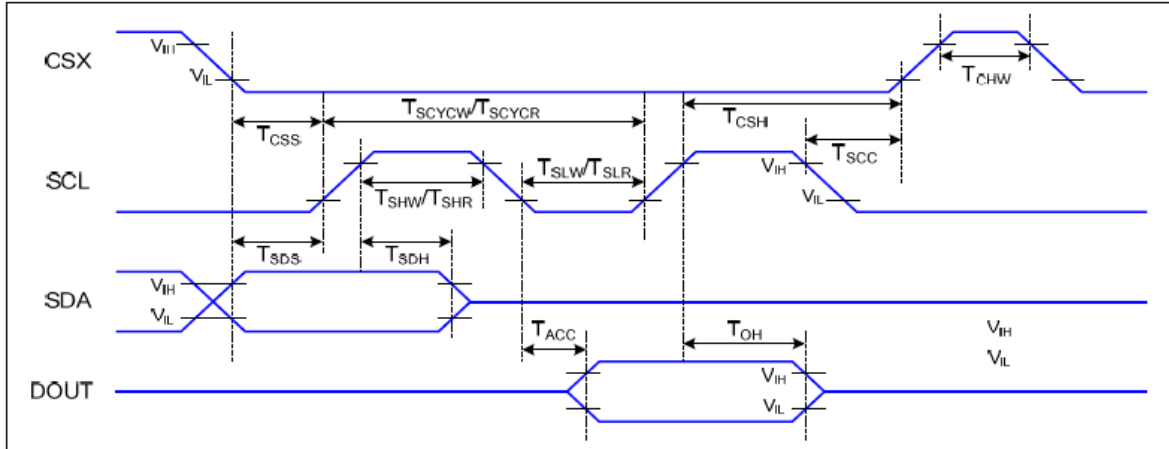 CSX
VIH
VIL
TCHW
TSCYCW/TSCYCR
TCSH
TCSS
TSCC
SCL
TSLW/TSLR
VIH
VIL
TSHW/TSHR
TSDS
TSDH
SDA
VIH
VIL
TACC
TOH
VIH
VIL
DOUT
VIH
VIL